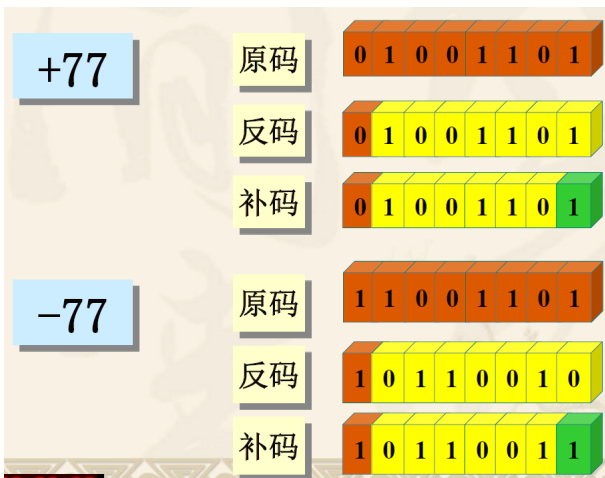 +77
原码 0 1 0 0 1 1 0 1
反码 0 1 0 0 1 1 0 1
补码 0 1 0 0 1 1 0 1
-77
原码 1 1 0 0 1 1 0 1
反码 1 0 1 1 0 0 1 0
补码 1 0 1 1 0 0 1 1